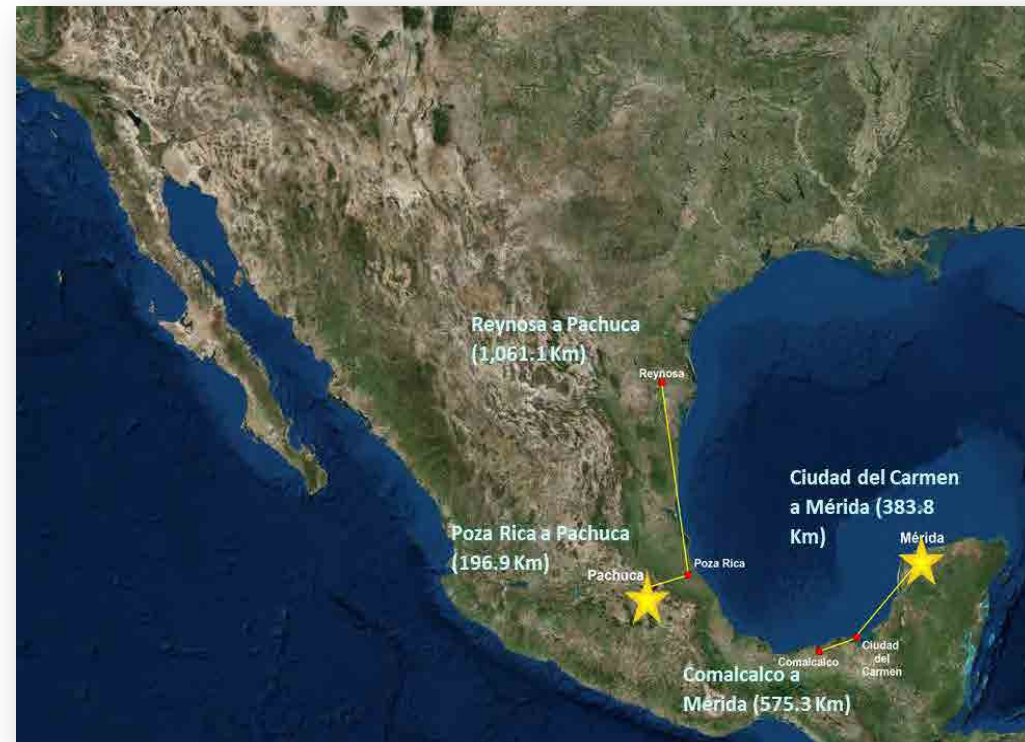 Reynosa a Pachuca
(1,061.1 Km)
Reynosa
Ciudad del Carmen
a Mérida (383.8
Km)
Mérida
Poza Rica a Pachuca
(196.9 Km)
Poza Rica
Pachuca
Ciudad
del
Carmen
Comalcalco
Comalcalco a
Mérida (575.3 Km)